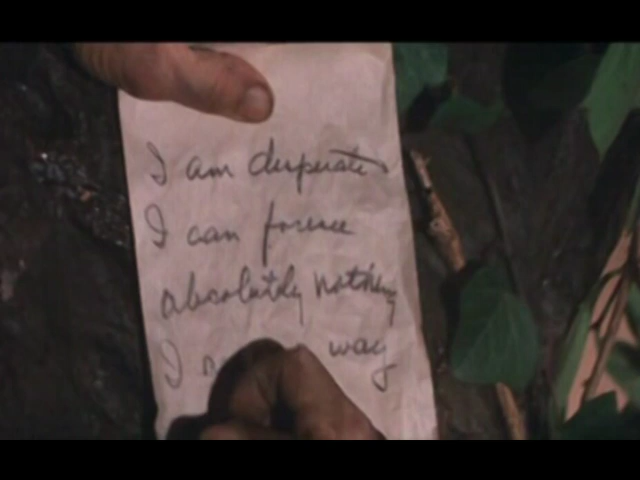 I am desperate
I can foresee
absolutely nothing
I way